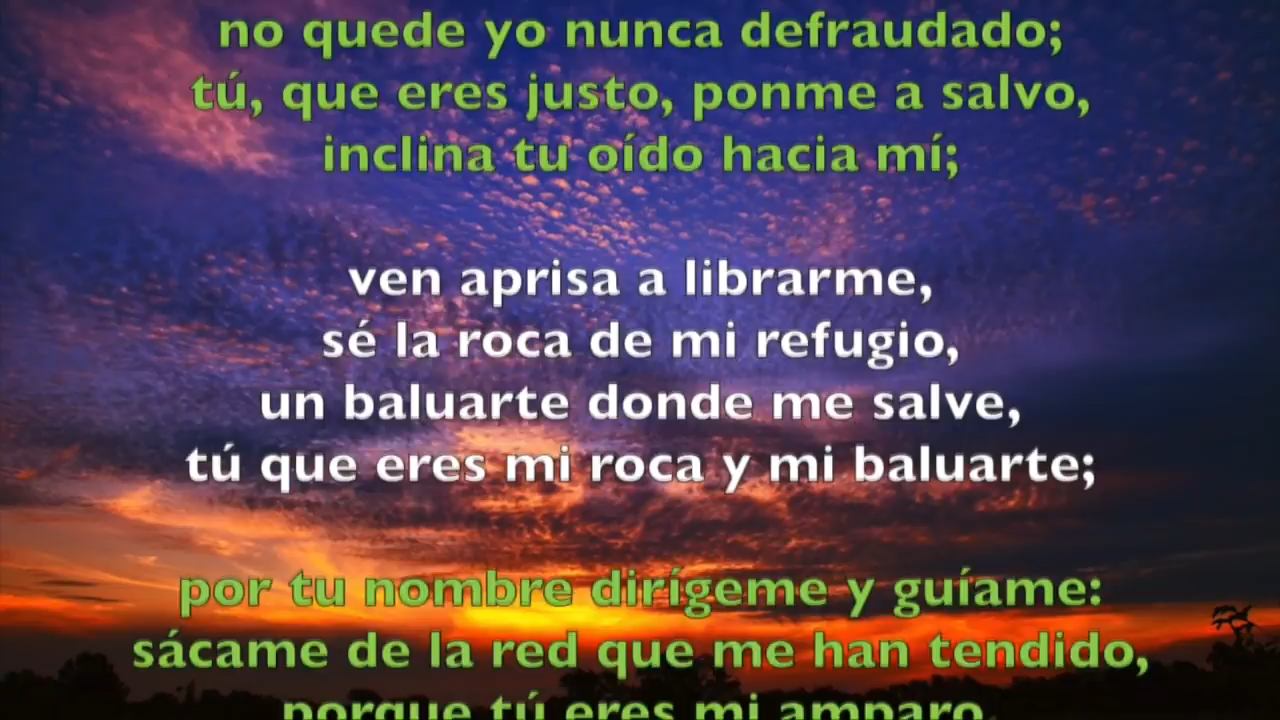 no quede yo nunca defraudado;
tú, que eres justo, ponme a salvo,
inclina tu oído hacia mí;
ven aprisa a librarme,
sé la roca de mi refugio,
un baluarte donde me salve,
tú que eres mi roca y mi baluarte;
por tu nombre dirígeme y guíame:
sácame de la red que me han tendido,
porque tú eres mi amparo.